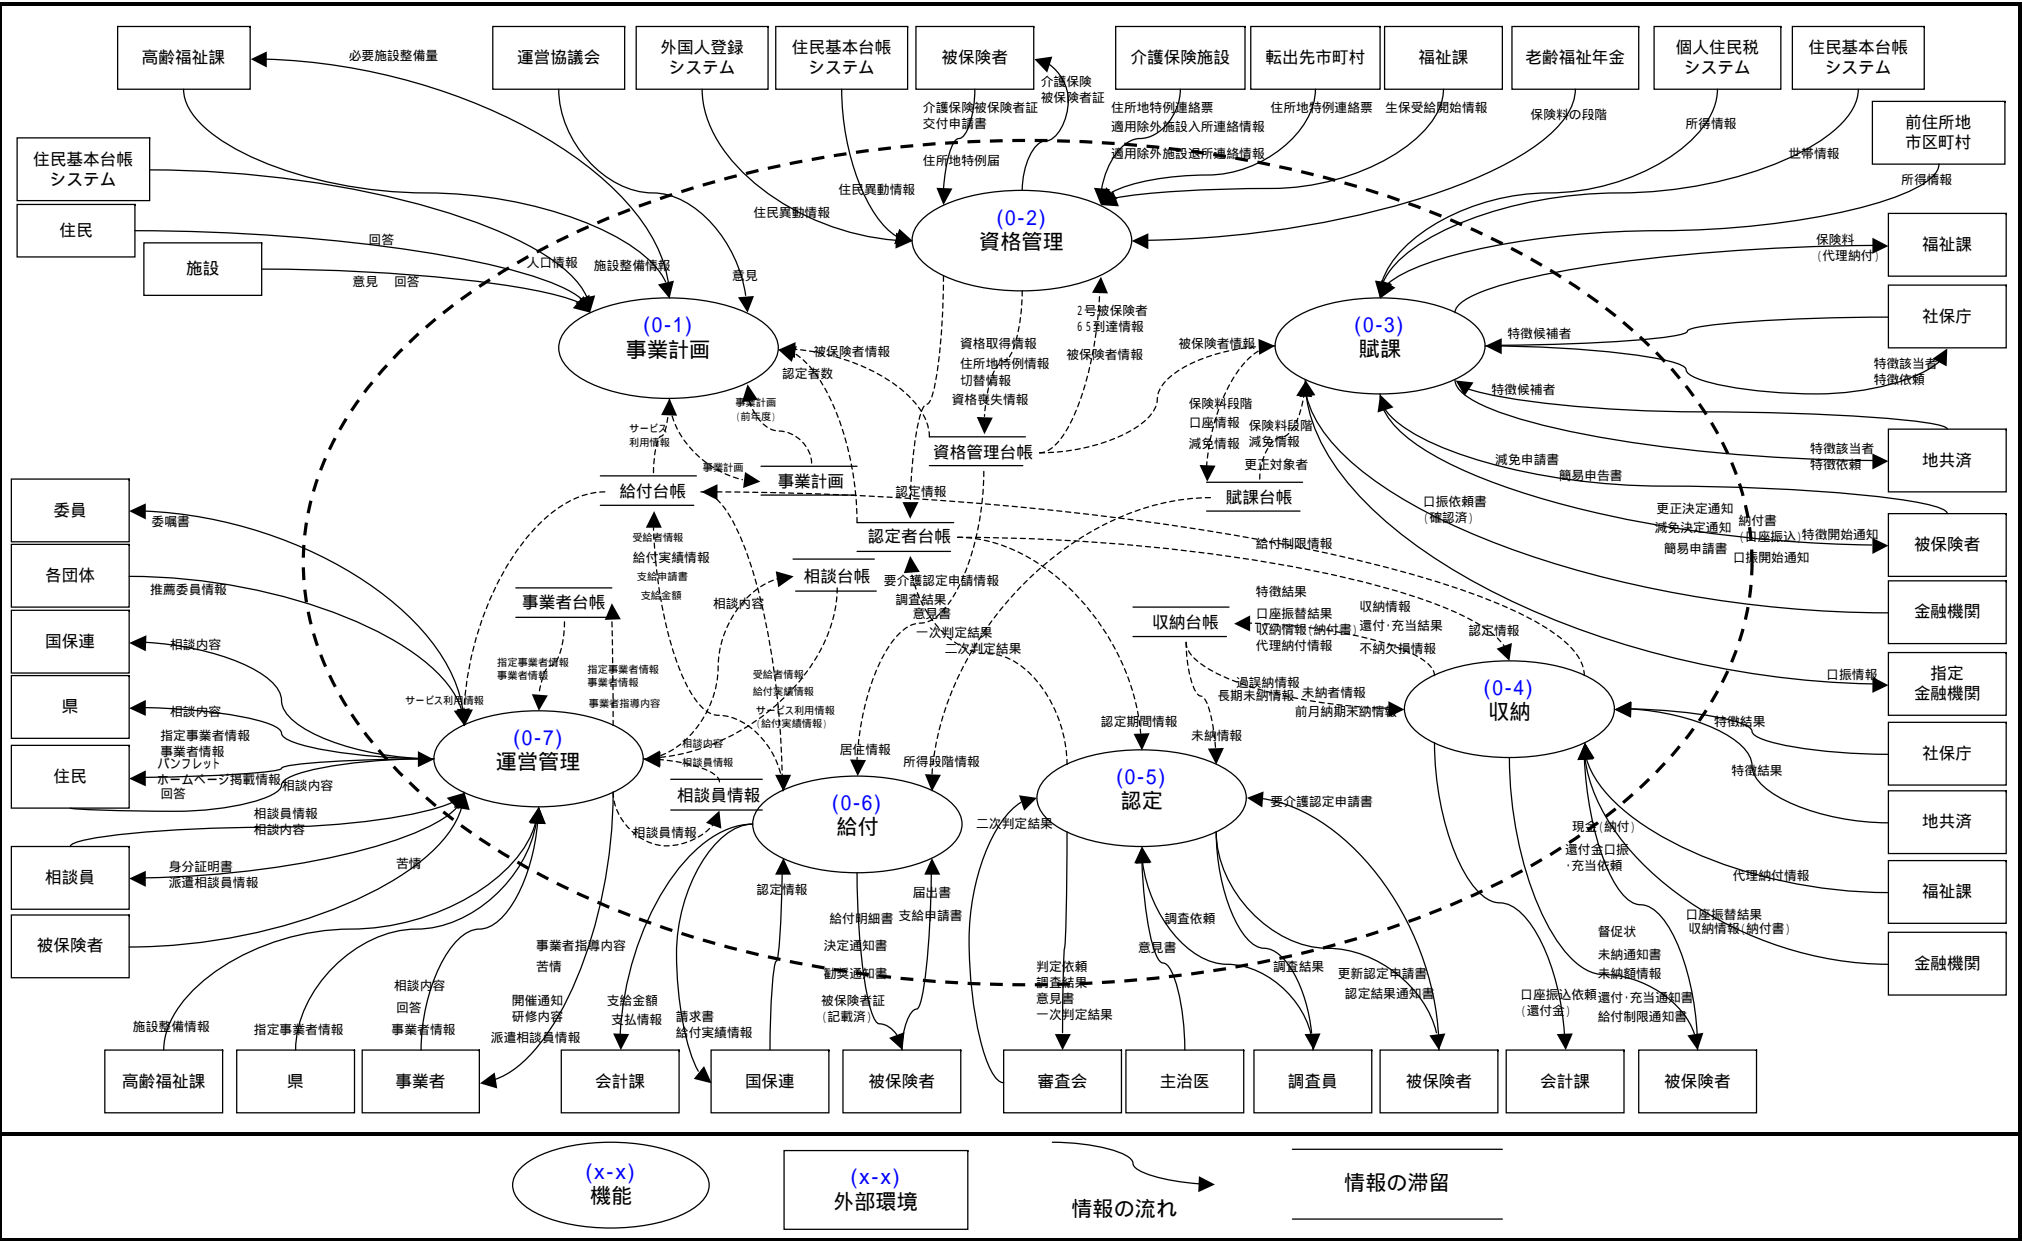 高齢福祉課
必要施設整備量
運営協議会
外国人登録
システム
住民基本台帳
システム
被保険者
介護保険
被保険者証
介護保険施設
転出先市町村
福祉課
老齢福祉年金
個人住民税
システム
住民基本台帳
システム
前住所地
市区町村
介護保険被保険者証
交付申請書
住所地特例届
住所地特例連絡票
適用除外施設入所連絡情報
適用除外施設退所連絡情報
住所地特例連絡票
生保受給開始情報
保険料の段階
所得情報
世帯情報
所得情報
住民基本台帳
システム
住民
施設
回答
意見 回答
人口情報
施設整備情報
意見
住民異動情報
住民異動情報
(0-2)
資格管理
(0-1)
事業計画
(0-3)
賦課
保険料
(代理納付)
福祉課
社保庁
特徴候補者
特徴該当者
特徴依頼
特徴候補者
特徴該当者
特徴依頼
地共済
2号被保険者
65到達情報
被保険者情報
被保険者情報
資格取得情報
住所地特例情報
切替情報
資格喪失情報
被保険者情報
認定者数
事業計画
(前年度)
サービス
利用情報
事業計画
事業計画
給付台帳
資格管理台帳
保険料段階
口座情報
減免情報
保険料段階
減免情報
更正対象者
賦課台帳
減免申請書
簡易申告書
口振依頼書
(確認済)
更正決定通知
減免決定通知
簡易申請書
納付書
(口座振込)
特徴開始通知
口振開始通知
被保険者
金融機関
指定
金融機関
口振情報
委員
委嘱書
各団体
推薦委員情報
国保連
相談内容
県
相談内容
住民
指定事業者情報
事業者情報
パンフレット
ホームページ掲載情報
回答
相談内容
相談員情報
相談内容
相談員
身分証明書
派遣相談員情報
被保険者
苦情
認定情報
認定者台帳
相談台帳
事業者台帳
受給者情報
給付実績情報
支給申請書
支給金額
相談内容
要介護認定申請情報
調査結果
意見書
一次判定結果
二次判定結果
給付制限情報
特徴結果
口座振替結果
収納情報(納付書)
代理納付情報
収納情報
還付・充当結果
不納欠損情報
収納台帳
認定情報
(0-4)
収納
過誤納情報
長期未納情報
未納者情報
前月納期未納情報
未納情報
認定期間情報
指定事業者情報
事業者情報
指定事業者情報
事業者情報
事業者指導内容
サービス利用情報
受給者情報
給付実績情報
サービス利用情報
(給付実績情報)
(0-7)
運営管理
相談内容
相談員情報
相談員情報
相談員情報
居住情報
所得段階情報
(0-6)
給付
(0-5)
認定
二次判定結果
要介護認定申請書
特徴結果
社保庁
特徴結果
地共済
代理納付情報
福祉課
口座振替結果
収納情報(納付書)
金融機関
現金(納付)
還付金口振
・充当依頼
督促状
未納通知書
未納額情報
還付・充当通知書
給付制限通知書
口座振込依頼
(還付金)
調査依頼
意見書
調査結果
更新認定申請書
認定結果通知書
判定依頼
調査結果
意見書
一次判定結果
認定情報
給付明細書
決定通知書
勧奨通知書
被保険者証
(記載済)
届出書
支給申請書
支給金額
支払情報
請求書
給付実績情報
事業者指導内容
苦情
開催通知
研修内容
派遣相談員情報
相談内容
回答
事業者情報
指定事業者情報
施設整備情報
高齢福祉課
県
事業者
会計課
国保連
被保険者
審査会
主治医
調査員
被保険者
会計課
被保険者
(x-x)
機能
(x-x)
外部環境
情報の流れ
情報の滞留